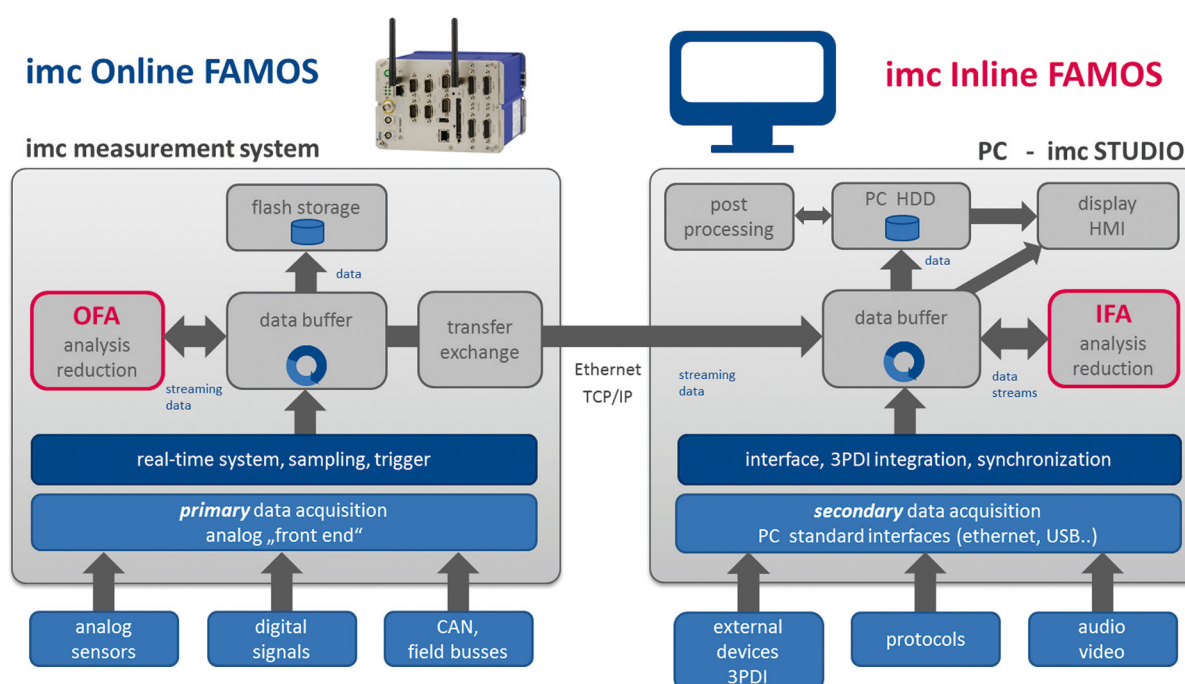 imc Online FAMOS
imc measurement system
flash storage
data
OFA
analysis
reduction
data buffer
transfer
exchange
streaming
data
real-time system, sampling, trigger
primary data acquisition
analog „front end“
analog
sensors
digital
signals
CAN,
field busses
Ethernet
TCP/IP
imc Inline FAMOS
PC - imc STUDIO
post
processing
PC HDD
display
HMI
data
data buffer
IFA
analysis
reduction
streaming
data
data
streams
interface, 3PDI integration, synchronization
secondary data acquisition
PC standard interfaces (ethernet, USB..)
external
devices
3PDI
protocols
audio
video